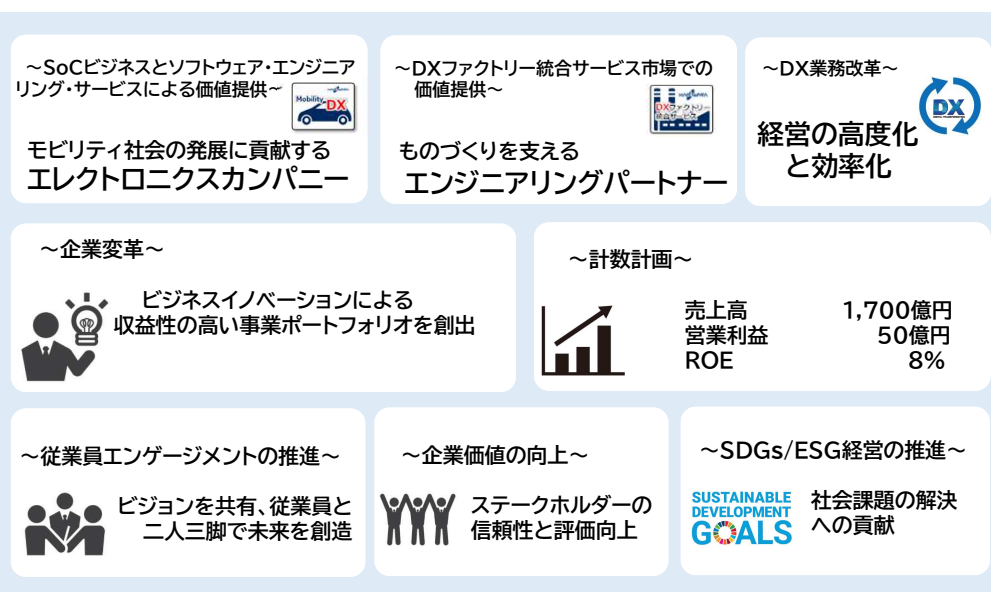 ～SoCビジネスとソフトウェア・エンジニア
リング・サービスによる価値提供～
Mobility
DX
モビリティ社会の発展に貢献する
エレクトロニクスカンパニー
～DXファクトリー統合サービス市場での
価値提供～
DXファクトリー
統合サービス
ものづくりを支える
エンジニアリングパートナー
～DX業務改革～
DX
経営の高度化
と効率化
～企業変革～
ビジネスイノベーションによる
収益性の高い事業ポートフォリオを創出
～計数計画～
売上高 1,700億円
営業利益 50億円
ROE 8%
～従業員エンゲージメントの推進～
ビジョンを共有、従業員と
二人三脚で未来を創造
～企業価値の向上～
ステークホルダーの
信頼性と評価向上
～SDGs/ESG経営の推進～
SUSTAINABLE
DEVELOPMENT
GOALS
社会課題の解決
への貢献